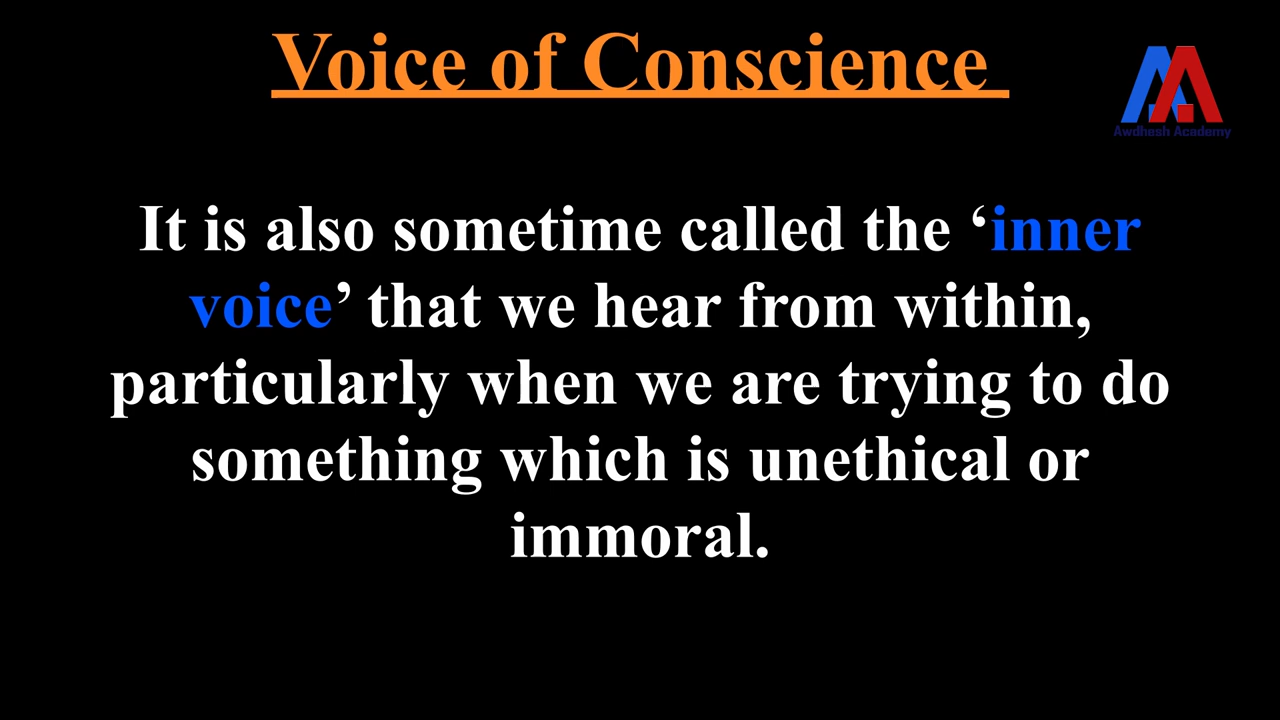 Voice of Conscience
Awdhesh Academy
It is also sometime called the ‘inner
voice’ that we hear from within,
particularly when we are trying to do
something which is unethical or
immoral.